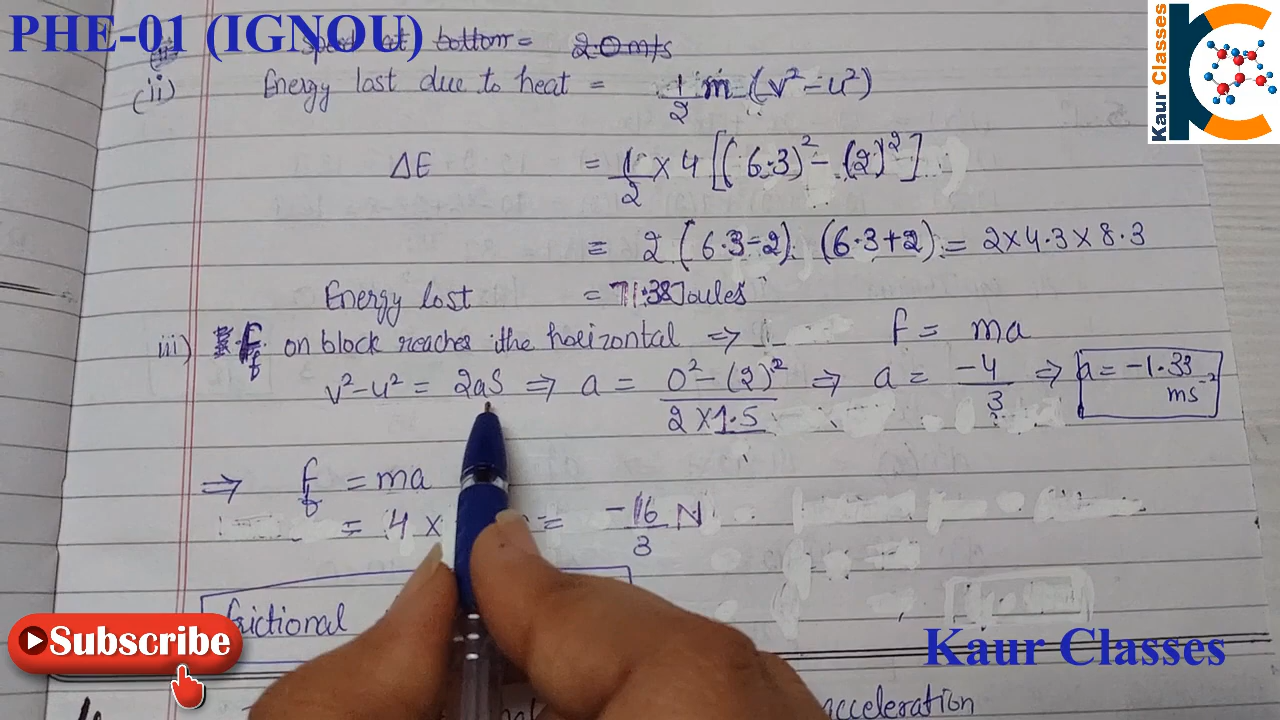 PHE-01 (IGNOU)
Kaur Classes
Speed at bottom = 2.0 m/s
(ii) Energy lost due to heat = 1/2 m (v² - u²)
ΔE = 1/2 × 4 [(6.3)² - (2)²]
= 2 (6.3-2) (6.3+2) = 2×4.3×8.3
Energy lost = 71.38 Joules
iii) f_f on block reaches the horizontal ⇒ f = ma
v²-u² = 2aS ⇒ a = 0²-(2)² / 2×1.5 ⇒ a = -4/3 ⇒ a = -1.33 ms⁻²
⇒ f_f = ma
= 4 × = -16/3 N
frictional
Subscribe
Kaur Classes
acceleration